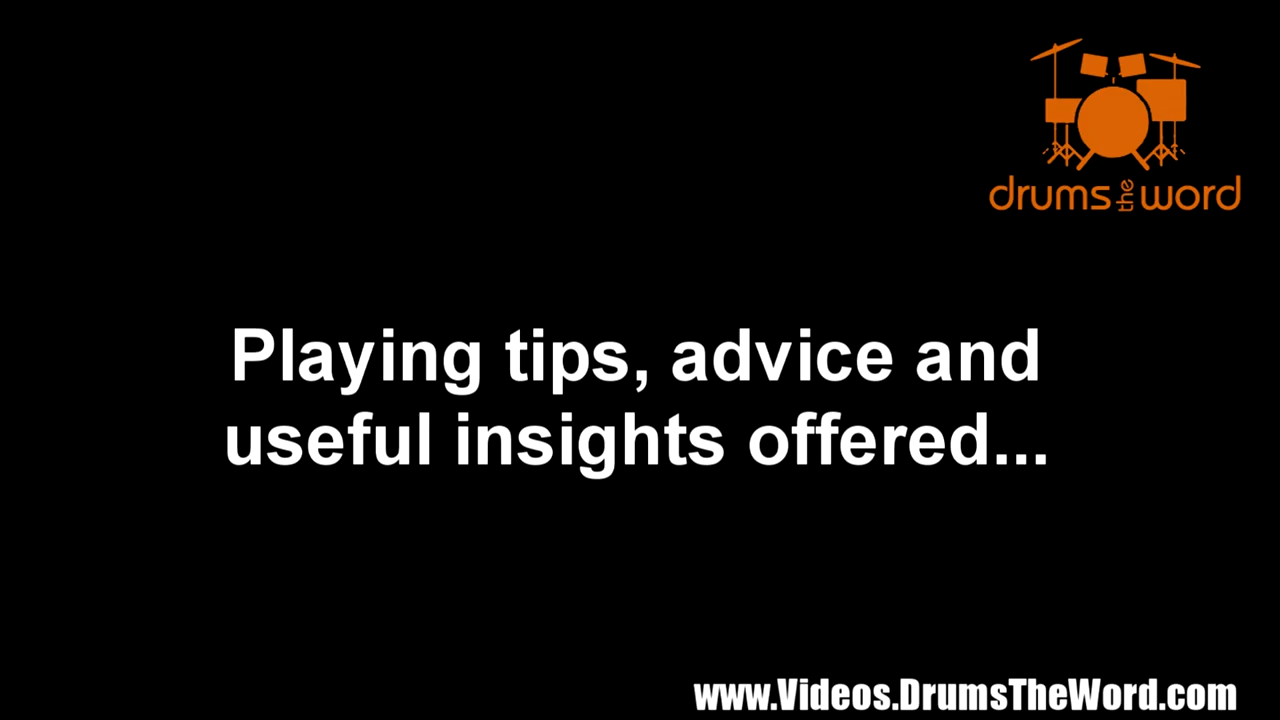 drums the word
Playing tips, advice and
useful insights offered...
www.Videos.DrumsTheWord.com